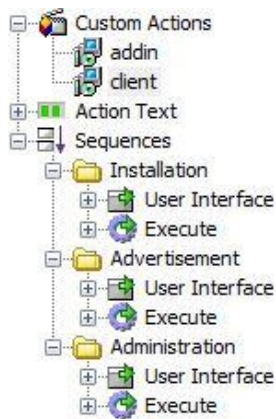 Custom Actions
addin
client
Action Text
Sequences
Installation
User Interface
Execute
Advertisement
User Interface
Execute
Administration
User Interface
Execute